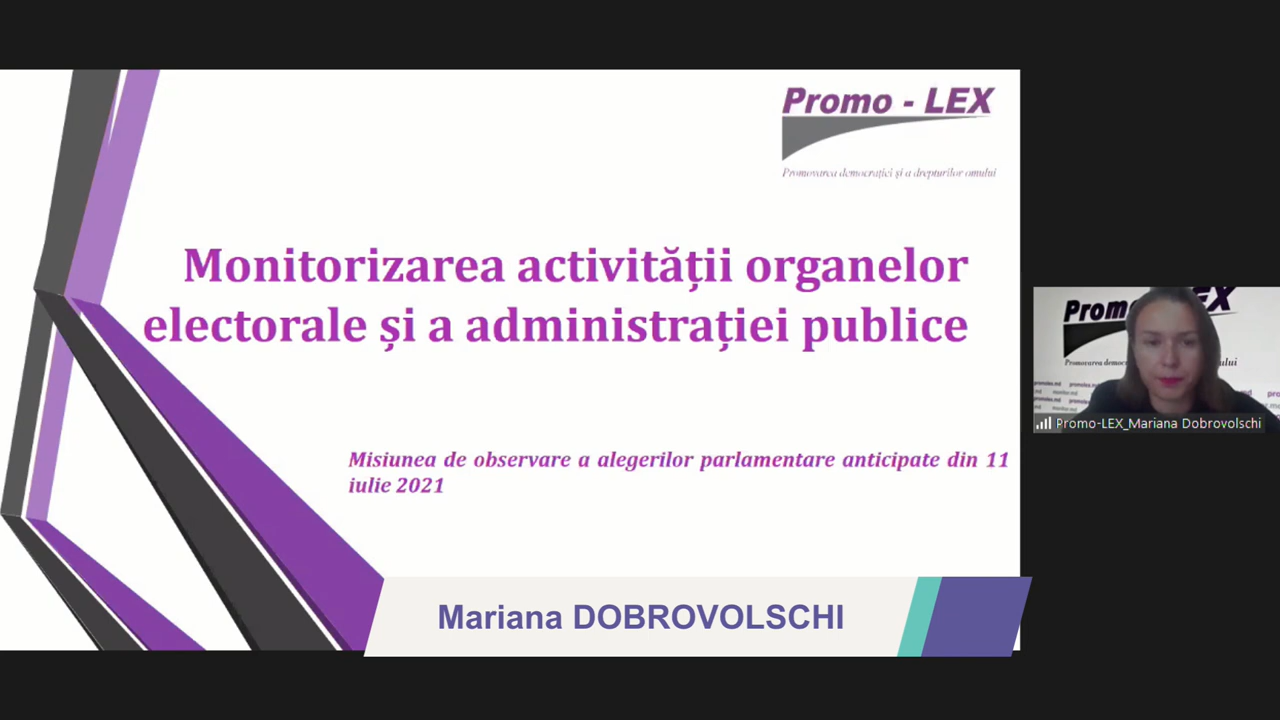 Promo - LEX
Promovarea democrației și a drepturilor omului
Monitorizarea activității organelor
electorale și a administrației publice
Misiunea de observare a alegerilor parlamentare anticipate din 11
iulie 2021
Mariana DOBROVOLSCHI
Promo-LEX_Mariana Dobrovolschi